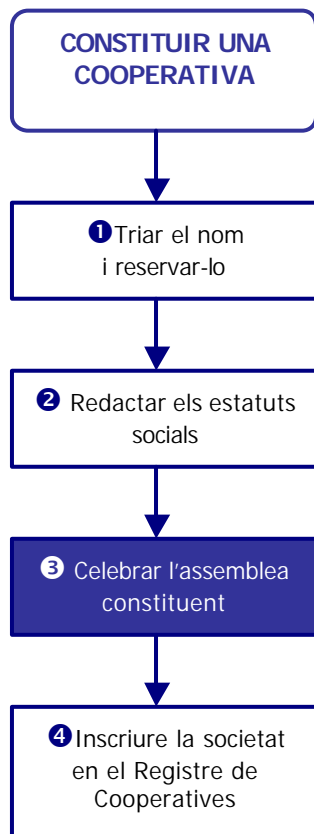 CONSTITUIR UNA
COOPERATIVA
❶Triar el nom
i reservar-lo
❷ Redactar els estatuts
socials
❸ Celebrar l'assemblea
constituent
❹Inscriure la societat
en el Registre de
Cooperatives